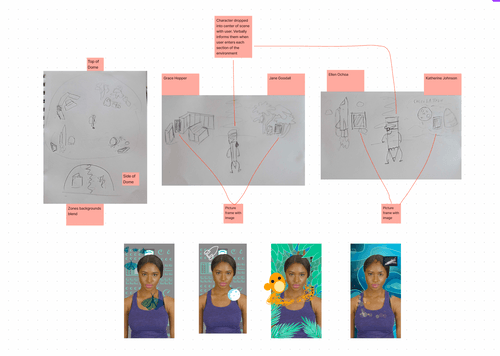 Character dropped
into center of scene
with user. Verbally
informs them when
user enters each
section of the
environment
Top of
Dome
Grace Hopper
Jane Goodall
Ellen Ochoa
Katherine Johnson
Side of
Dome
Zones backgrounds
blend
Picture
frame with
image
Picture
frame with
image